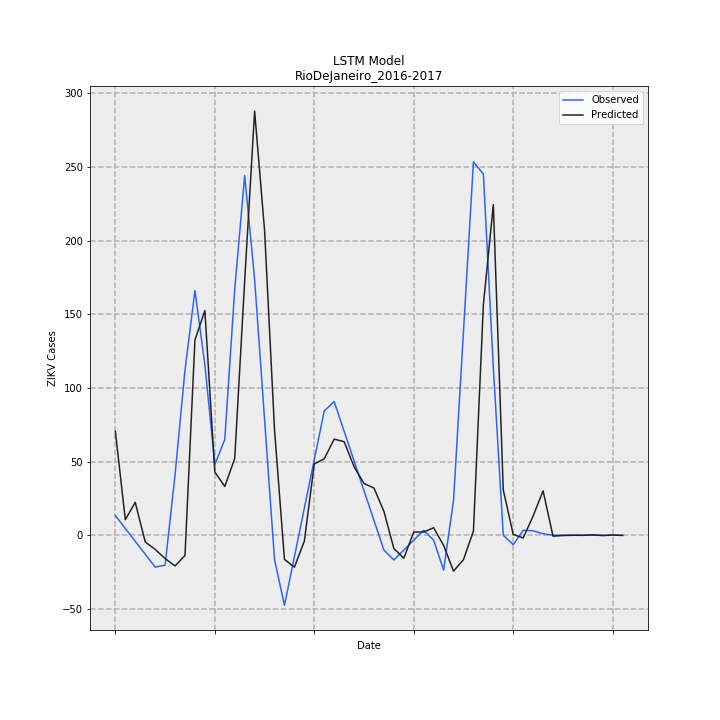 LSTM Model
RioDeJaneiro_2016-2017
Observed
Predicted
300
250
200
150
100
50
0
−50
ZIKV Cases
Date